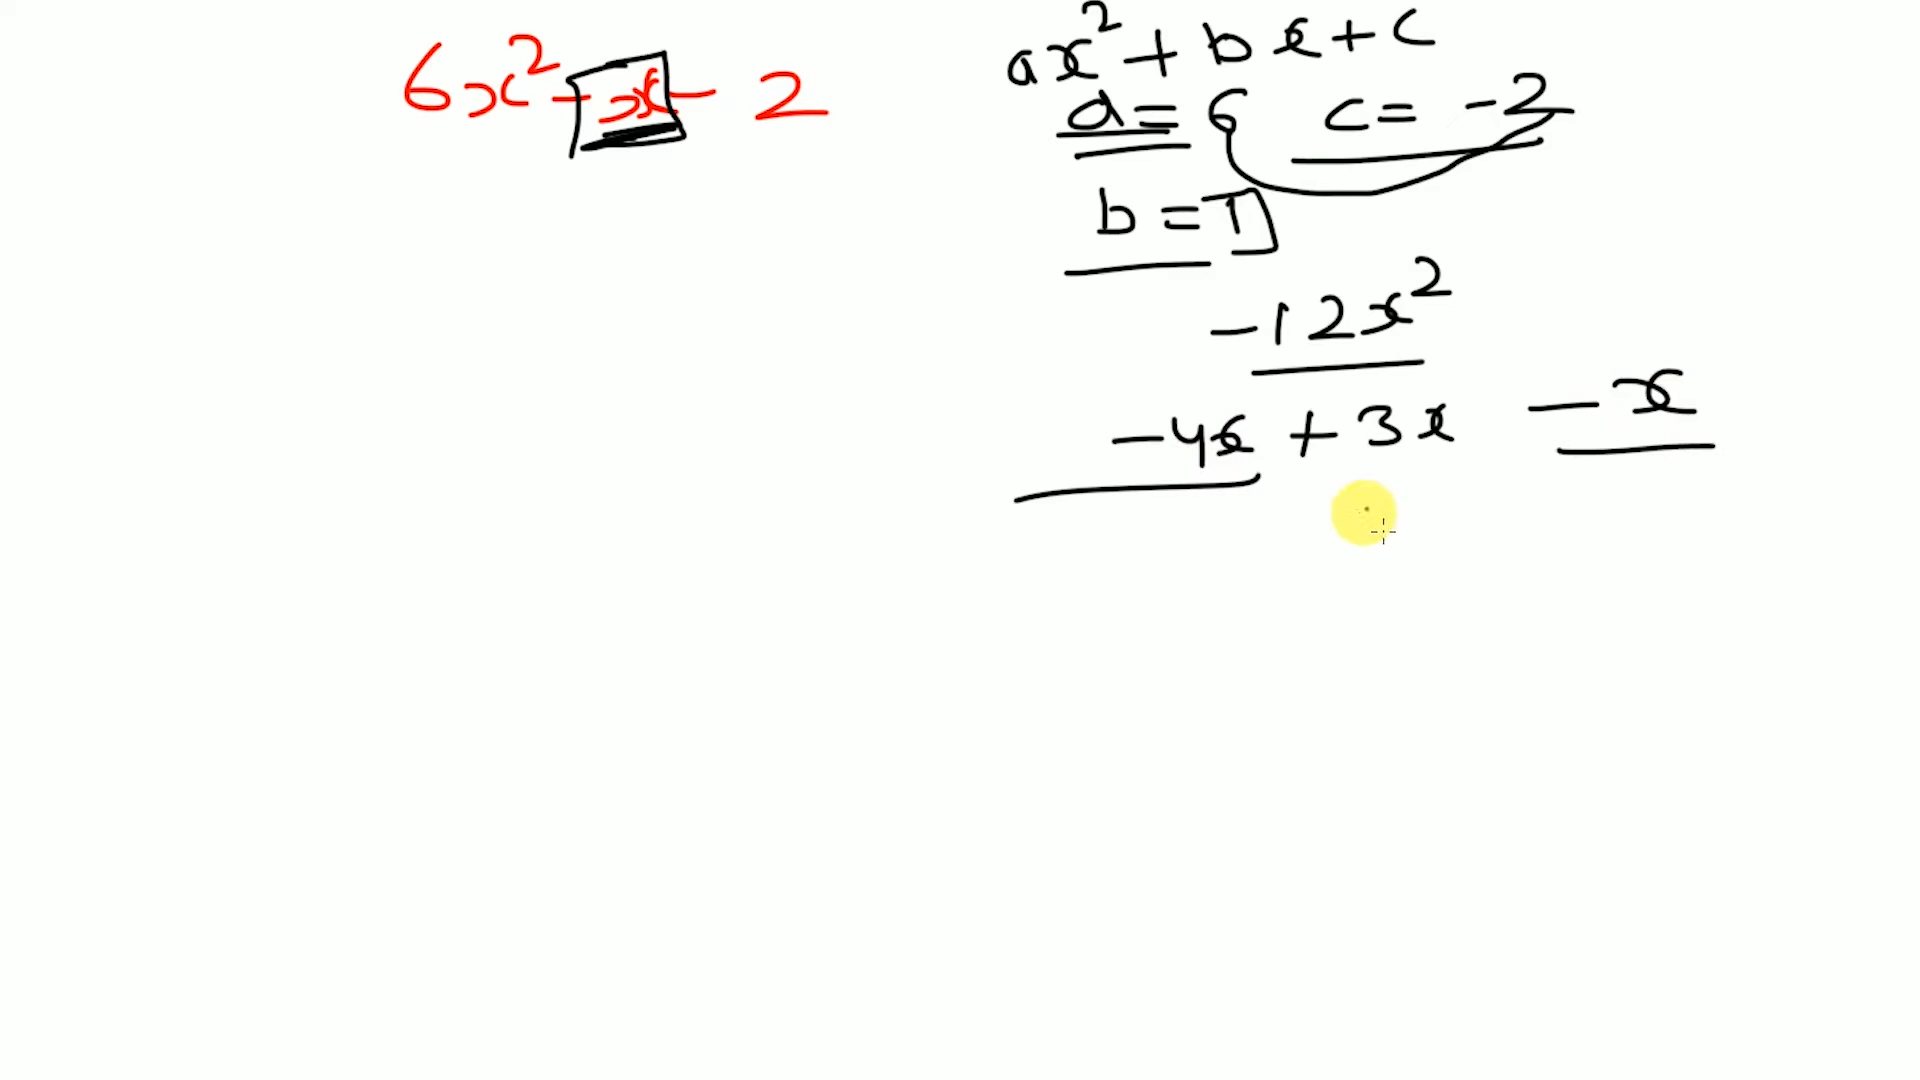 6x² - x - 2
ax² + bx + c
a = 6 c = -2
b = 1
-12x²
-4x + 3x - x